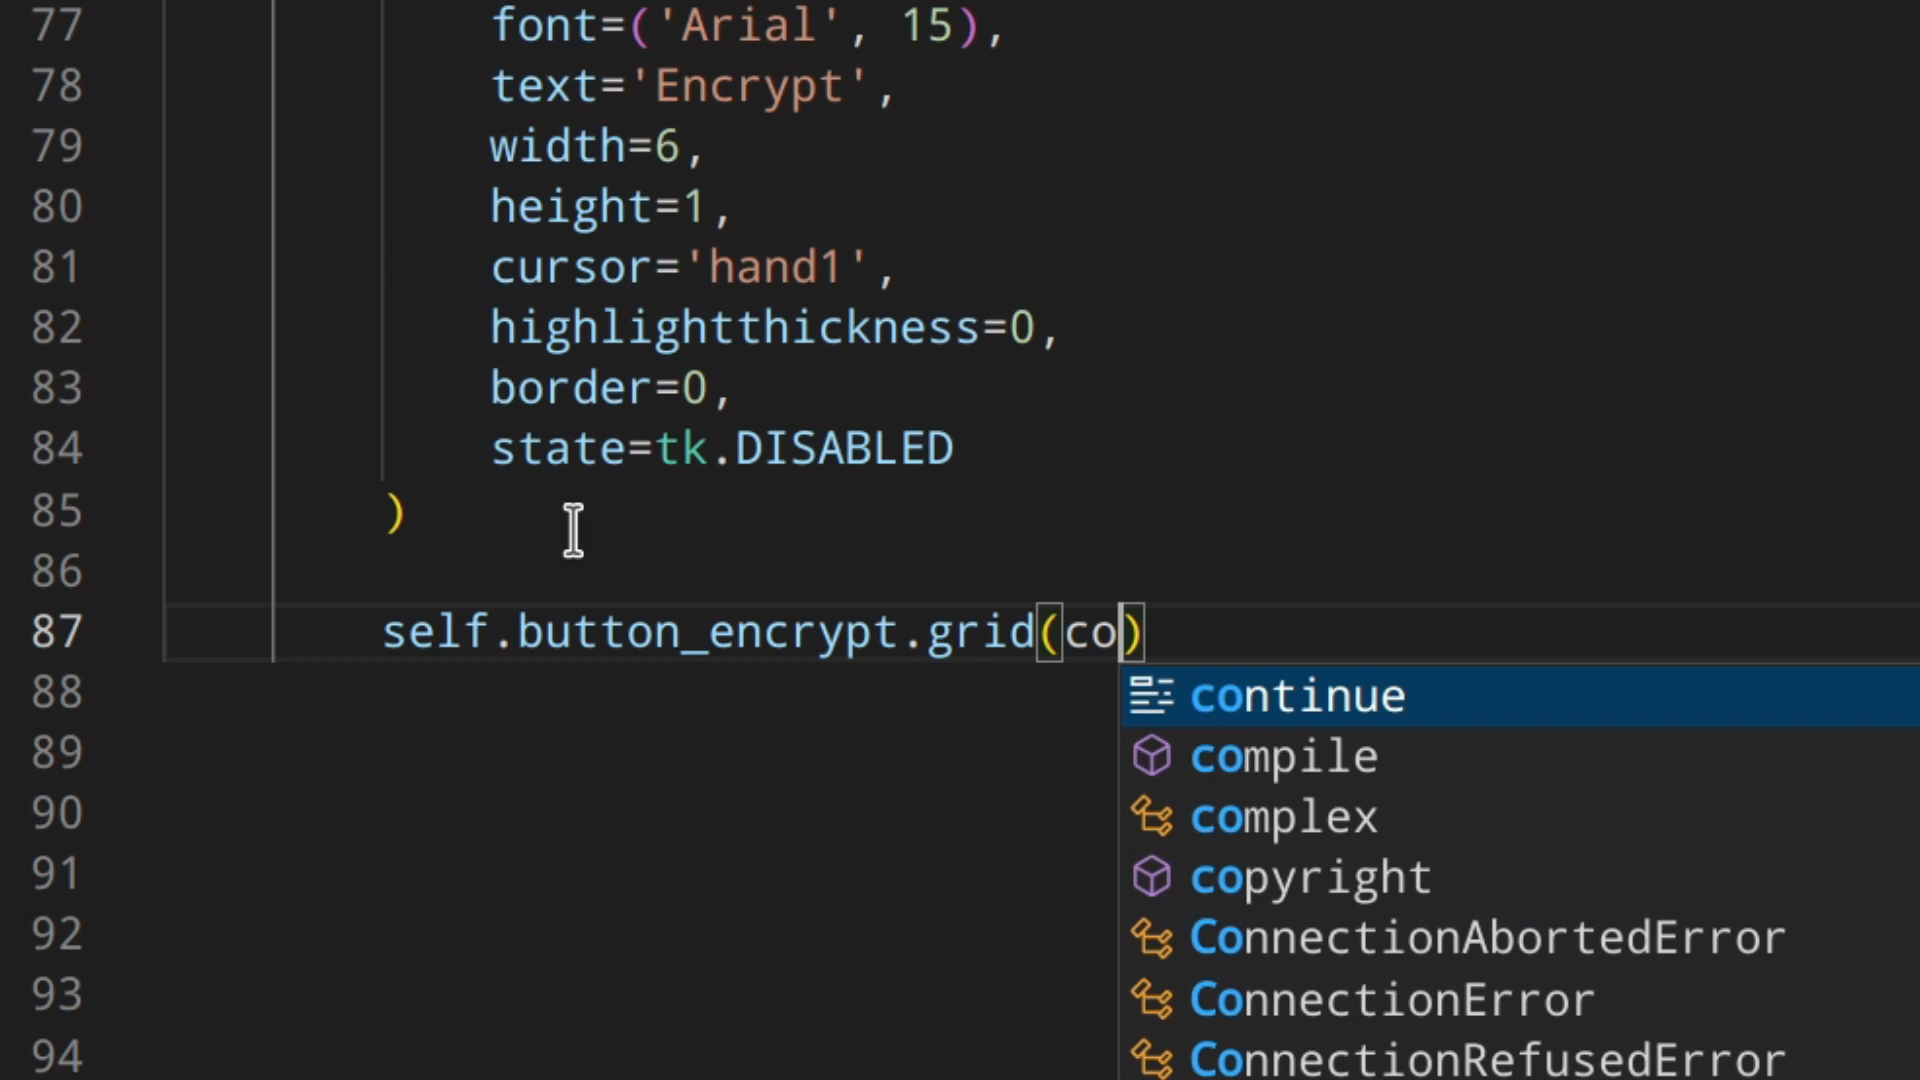 77 font=('Arial', 15),
78 text='Encrypt',
79 width=6,
80 height=1,
81 cursor='hand1',
82 highlightthickness=0,
83 border=0,
84 state=tk.DISABLED
85 )
86
87 self.button_encrypt.grid(co)
88 continue
89 compile
90 complex
91 copyright
92 ConnectionAbortedError
93 ConnectionError
94 ConnectionRefusedError